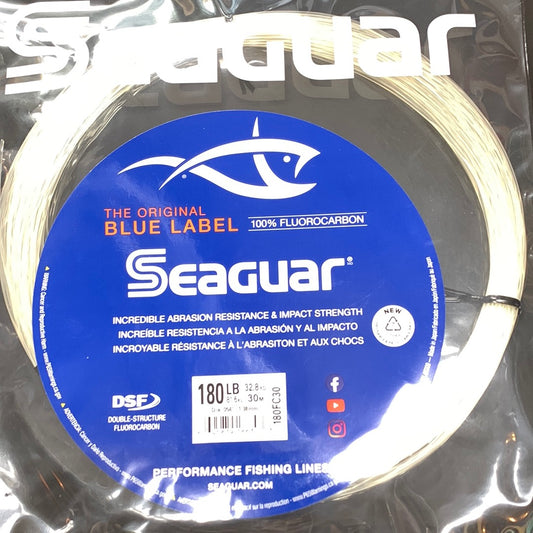 Seaguar
THE ORIGINAL
BLUE LABEL
100% FLUOROCARBON
Seaguar
INCREDIBLE ABRASION RESISTANCE & IMPACT STRENGTH
INCREÍBLE RESISTENCIA A LA ABRASIÓN Y AL IMPACTO
INCROYABLE RÉSISTANCE À L'ABRASITON ET AUX CHOCS
NEW
180 LB
30M
180FC30
DSF
DOUBLE-STRUCTURE
FLUOROCARBON
PERFORMANCE FISHING LINES
SEAGUAR.COM